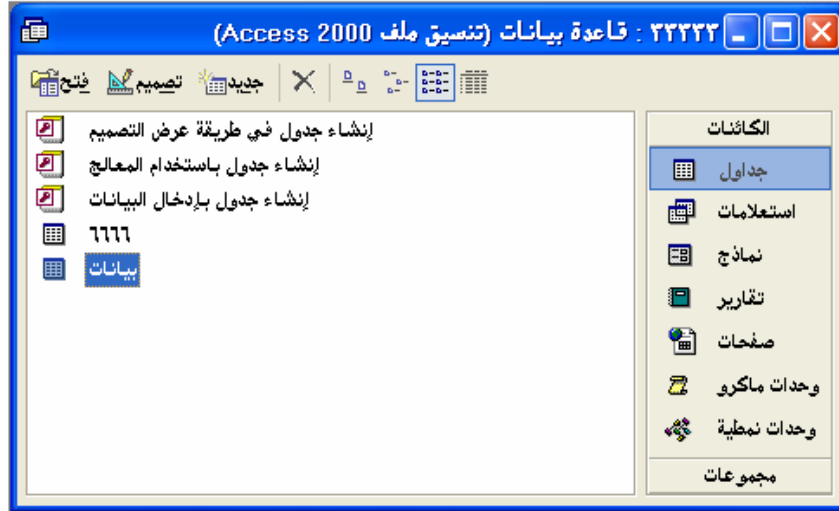 ٣٣٣٣٣ : قاعدة بيانات (تنسيق ملف Access 2000)
فتح تصميم جديد
الكائنات
جداول
استعلامات
نماذج
تقارير
صفحات
وحدات ماكرو
وحدات نمطية
مجموعات
إنشاء جدول في طريقة عرض التصميم
إنشاء جدول باستخدام المعالج
إنشاء جدول بإدخال البيانات
٦٦٦٦
بيانات